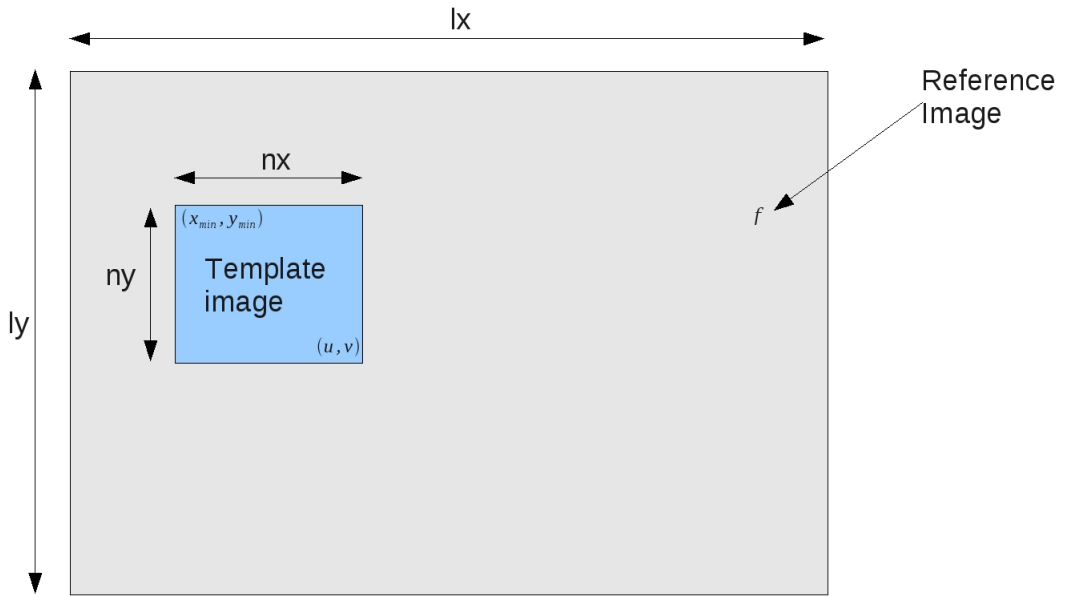 lx
Reference
Image
nx
(x_min, y_min)
f
ny
Template
image
ly
(u, v)